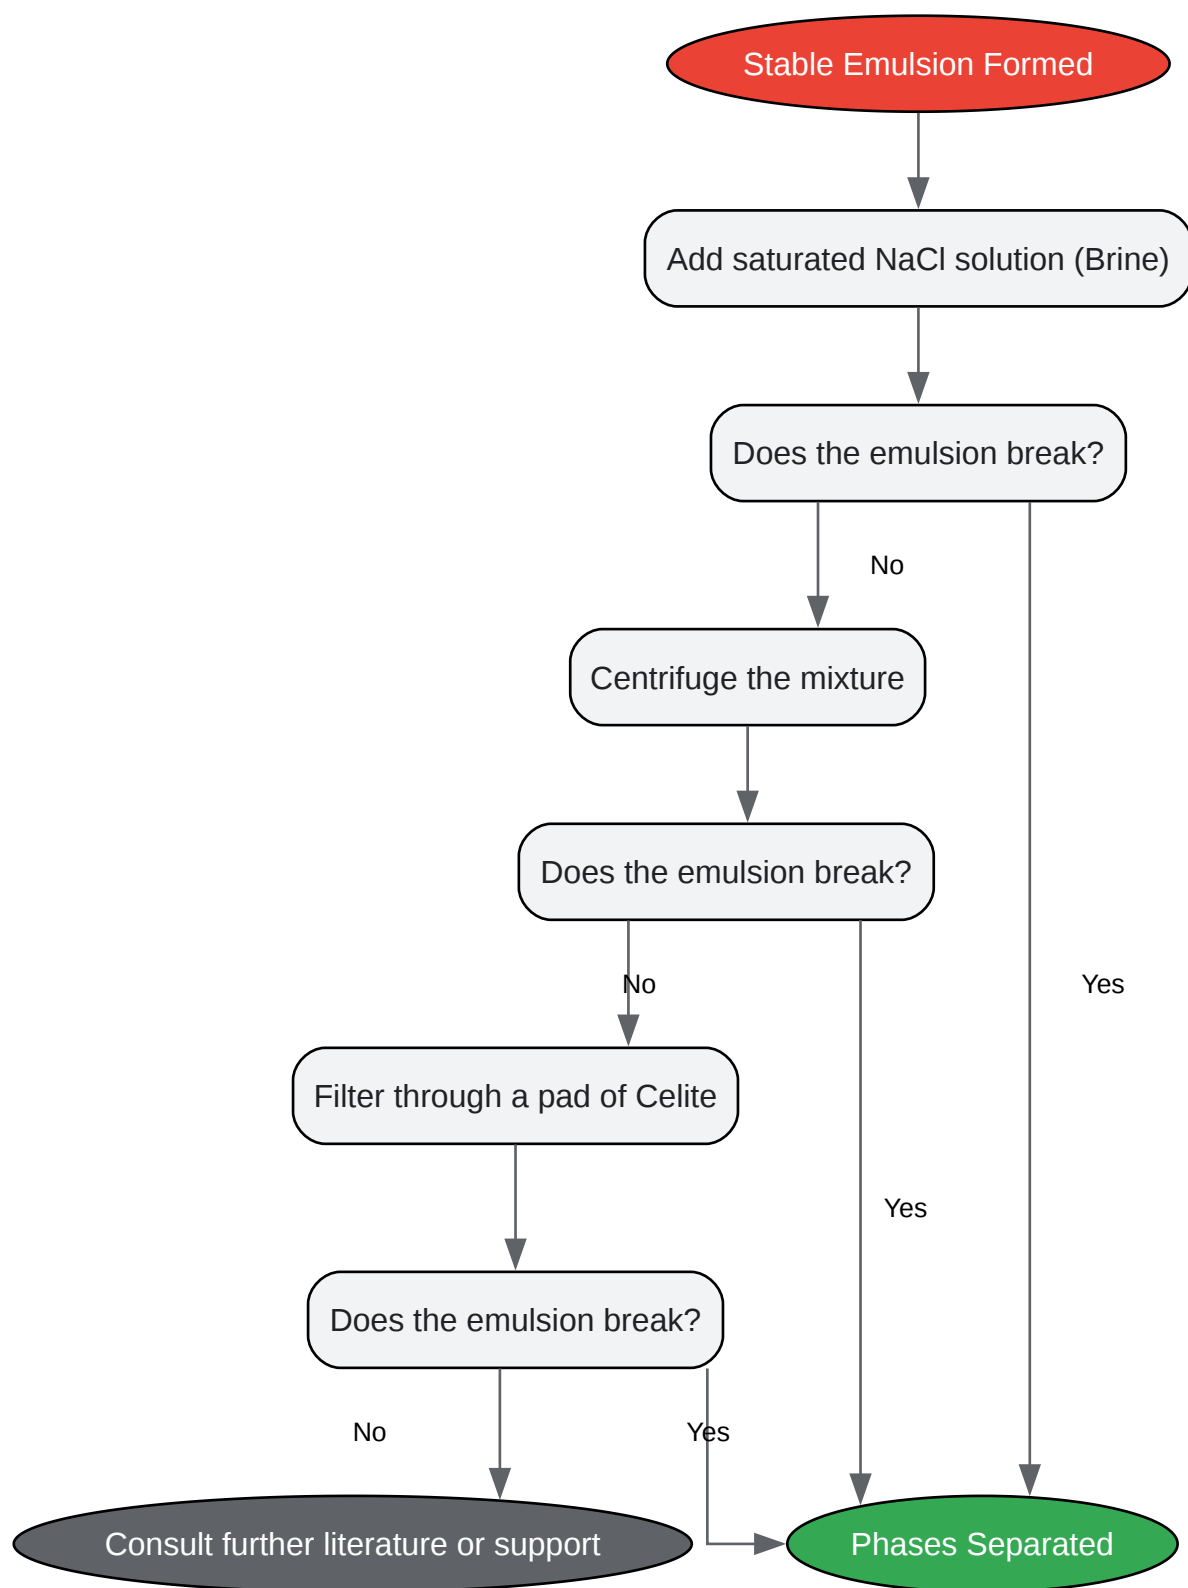 Stable Emulsion Formed
Add saturated NaCl solution (Brine)
Does the emulsion break?
No
Centrifuge the mixture
Does the emulsion break?
No
Yes
Filter through a pad of Celite
Yes
Does the emulsion break?
No
Yes
Consult further literature or support
Phases Separated